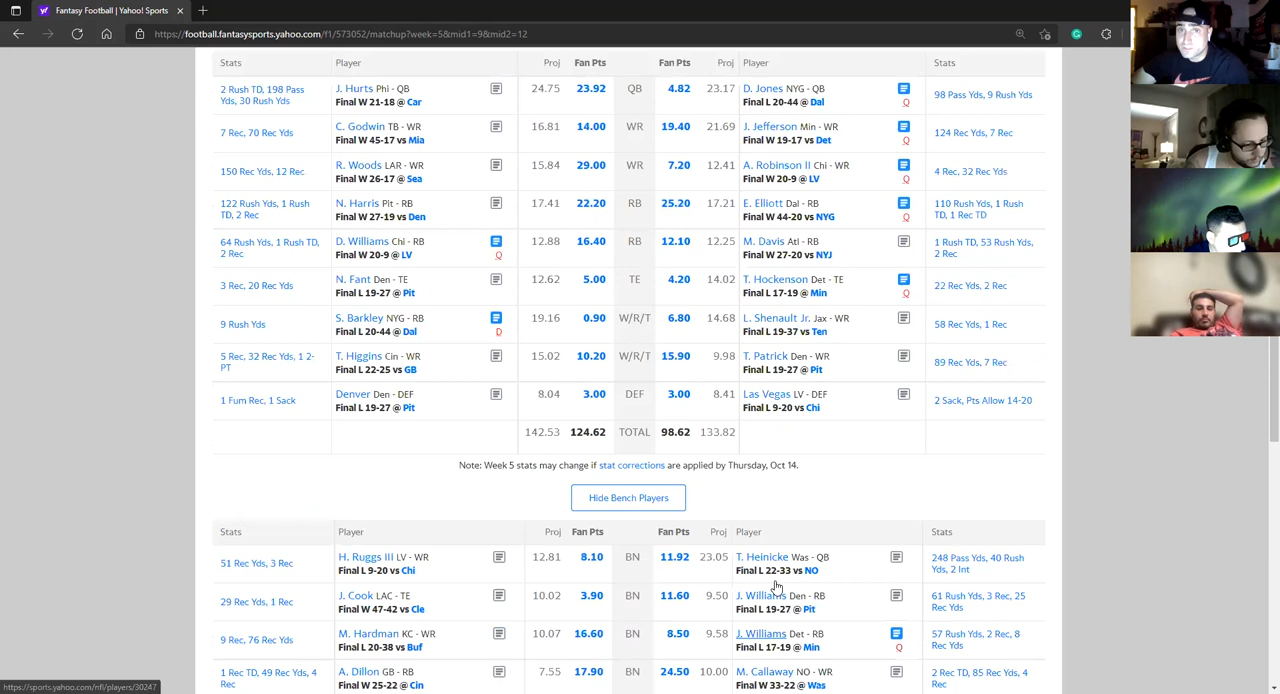 Fantasy Football | Yahoo! Sports
https://football.fantasysports.yahoo.com/f1/573052/matchup?week=5&mid1=9&mid2=12
Stats Player Proj Fan Pts Fan Pts Proj Player Stats
2 Rush TD, 198 Pass Yds, 30 Rush Yds J. Hurts Phi - QB 24.75 23.92 QB 4.82 23.17 D. Jones NYG - QB 98 Pass Yds, 9 Rush Yds
Final W 21-18 @ Car Final L 20-44 @ Dal Q
7 Rec, 70 Rec Yds C. Godwin TB - WR 16.81 14.00 WR 19.40 21.69 J. Jefferson Min - WR 124 Rec Yds, 7 Rec
Final W 45-17 vs Mia Final W 19-17 vs Det Q
150 Rec Yds, 12 Rec R. Woods LAR - WR 15.84 29.00 WR 7.20 12.41 A. Robinson II Chi - WR 4 Rec, 32 Rec Yds
Final W 26-17 @ Sea Final W 20-9 @ LV Q
122 Rush Yds, 1 Rush TD, 2 Rec N. Harris Pit - RB 17.41 22.20 RB 25.20 17.21 E. Elliott Dal - RB 110 Rush Yds, 1 Rush TD, 1 Rec TD
Final W 27-19 vs Den Final W 44-20 vs NYG Q
64 Rush Yds, 1 Rush TD, 2 Rec D. Williams Chi - RB 12.88 16.40 RB 12.10 12.25 M. Davis Atl - RB 1 Rush TD, 53 Rush Yds, 2 Rec
Final W 20-9 @ LV Q Final W 27-20 vs NYJ
3 Rec, 20 Rec Yds N. Fant Den - TE 12.62 5.00 TE 4.20 14.02 T. Hockenson Det - TE 22 Rec Yds, 2 Rec
Final L 19-27 @ Pit Final L 17-19 @ Min Q
9 Rush Yds S. Barkley NYG - RB 19.16 0.90 W/R/T 6.80 14.68 L. Shenault Jr. Jax - WR 58 Rec Yds, 1 Rec
Final L 20-44 @ Dal D Final L 19-37 vs Ten
5 Rec, 32 Rec Yds, 1 2-PT T. Higgins Cin - WR 15.02 10.20 W/R/T 15.90 9.98 T. Patrick Den - WR 89 Rec Yds, 7 Rec
Final L 22-25 vs GB Final L 19-27 @ Pit
1 Fum Rec, 1 Sack Denver Den - DEF 8.04 3.00 DEF 3.00 8.41 Las Vegas LV - DEF 2 Sack, Pts Allow 14-20
Final L 19-27 @ Pit Final L 9-20 vs Chi
142.53 124.62 TOTAL 98.62 133.82
Note: Week 5 stats may change if stat corrections are applied by Thursday, Oct 14.
Hide Bench Players
Stats Player Proj Fan Pts Fan Pts Proj Player Stats
51 Rec Yds, 3 Rec H. Ruggs III LV - WR 12.81 8.10 BN 11.92 23.05 T. Heinicke Was - QB 248 Pass Yds, 40 Rush Yds, 2 Int
Final L 9-20 vs Chi Final L 22-33 vs NO
29 Rec Yds, 1 Rec J. Cook LAC - TE 10.02 3.90 BN 11.60 9.50 J. Williams Den - RB 61 Rush Yds, 3 Rec, 25 Rec Yds
Final W 47-42 vs Cle Final L 19-27 @ Pit
9 Rec, 76 Rec Yds M. Hardman KC - WR 10.07 16.60 BN 8.50 9.58 J. Williams Det - RB 57 Rush Yds, 2 Rec, 8 Rec Yds
Final L 20-38 vs Buf Final L 17-19 @ Min Q
1 Rec TD, 49 Rec Yds, 4 Rec A. Dillon GB - RB 7.55 17.90 BN 24.50 10.00 M. Callaway NO - WR 2 Rec TD, 85 Rec Yds, 4 Rec
Final W 25-22 @ Cin Final W 33-22 @ Was
https://sports.yahoo.com/nfl/players/30247